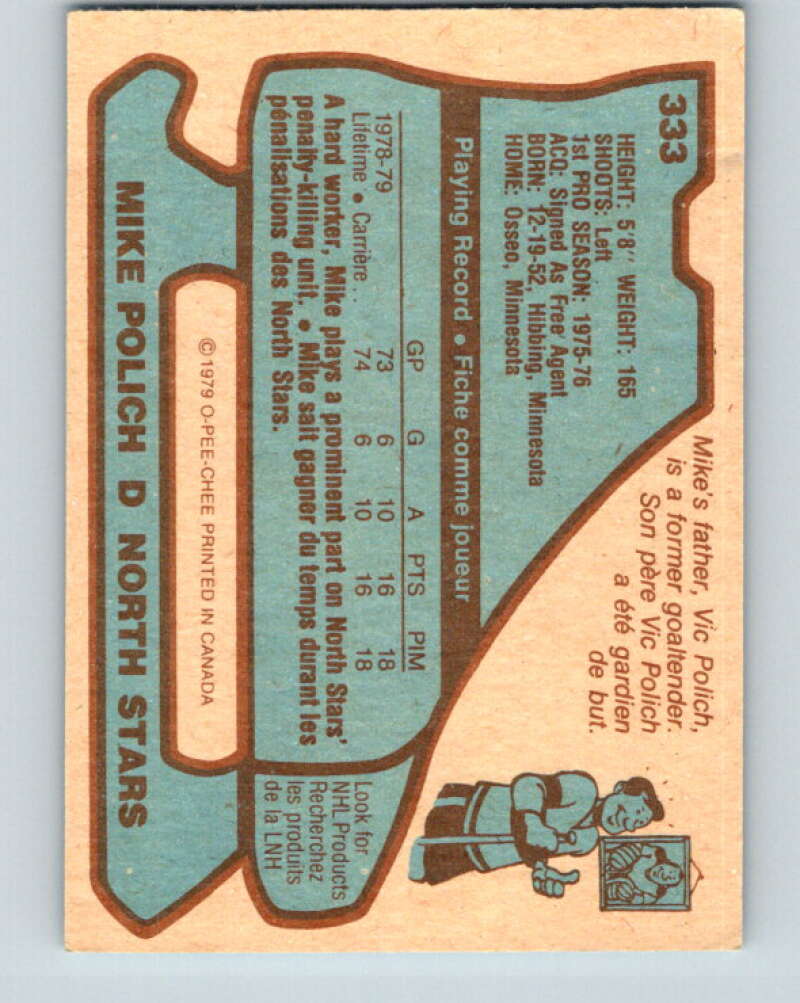 333
HEIGHT: 5'8'' WEIGHT: 165
SHOOTS: Left
1st PRO SEASON: 1975-76
ACQ: Signed As Free Agent
BORN: 12-19-52, Hibbing, Minnesota
HOME: Osseo, Minnesota
Mike's father, Vic Polich,
is a former goaltender.
Son père Vic Polich
a été gardien
de but.
Playing Record • Fiche comme joueur
GP G A PTS PIM
1978-79 73 6 10 16 18
Lifetime • Carrière . . 74 6 10 16 18
A hard worker, Mike plays a prominent part on North Stars'
penalty-killing unit. • Mike sait gagner du temps durant les
pénalisations des North Stars.
Look for
NHL Products
Recherchez
les produits
de la LNH
©1979 O-PEE-CHEE PRINTED IN CANADA
MIKE POLICH D NORTH STARS